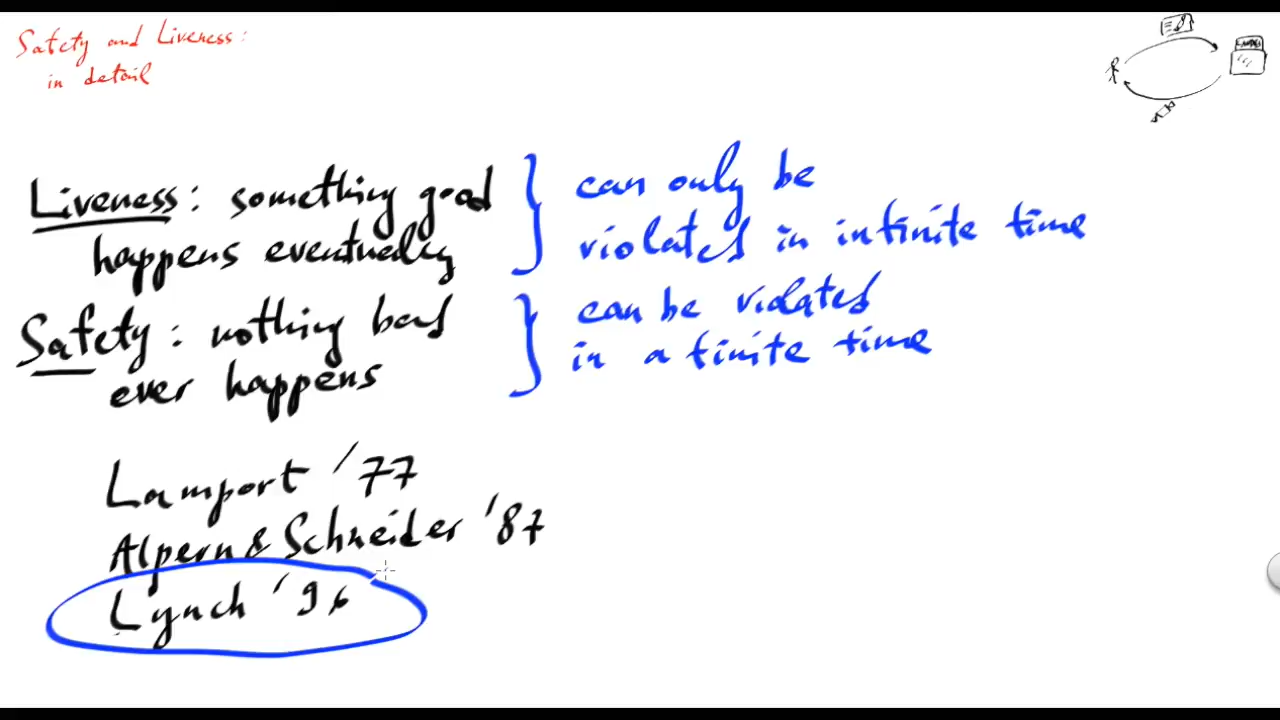 Safety and Liveness:
in detail
Liveness: something good
happens eventually
can only be
violated in infinite time
Safety: nothing bad
ever happens
can be violated
in a finite time
Lamport '77
Alpern & Schneider '87
Lynch '96